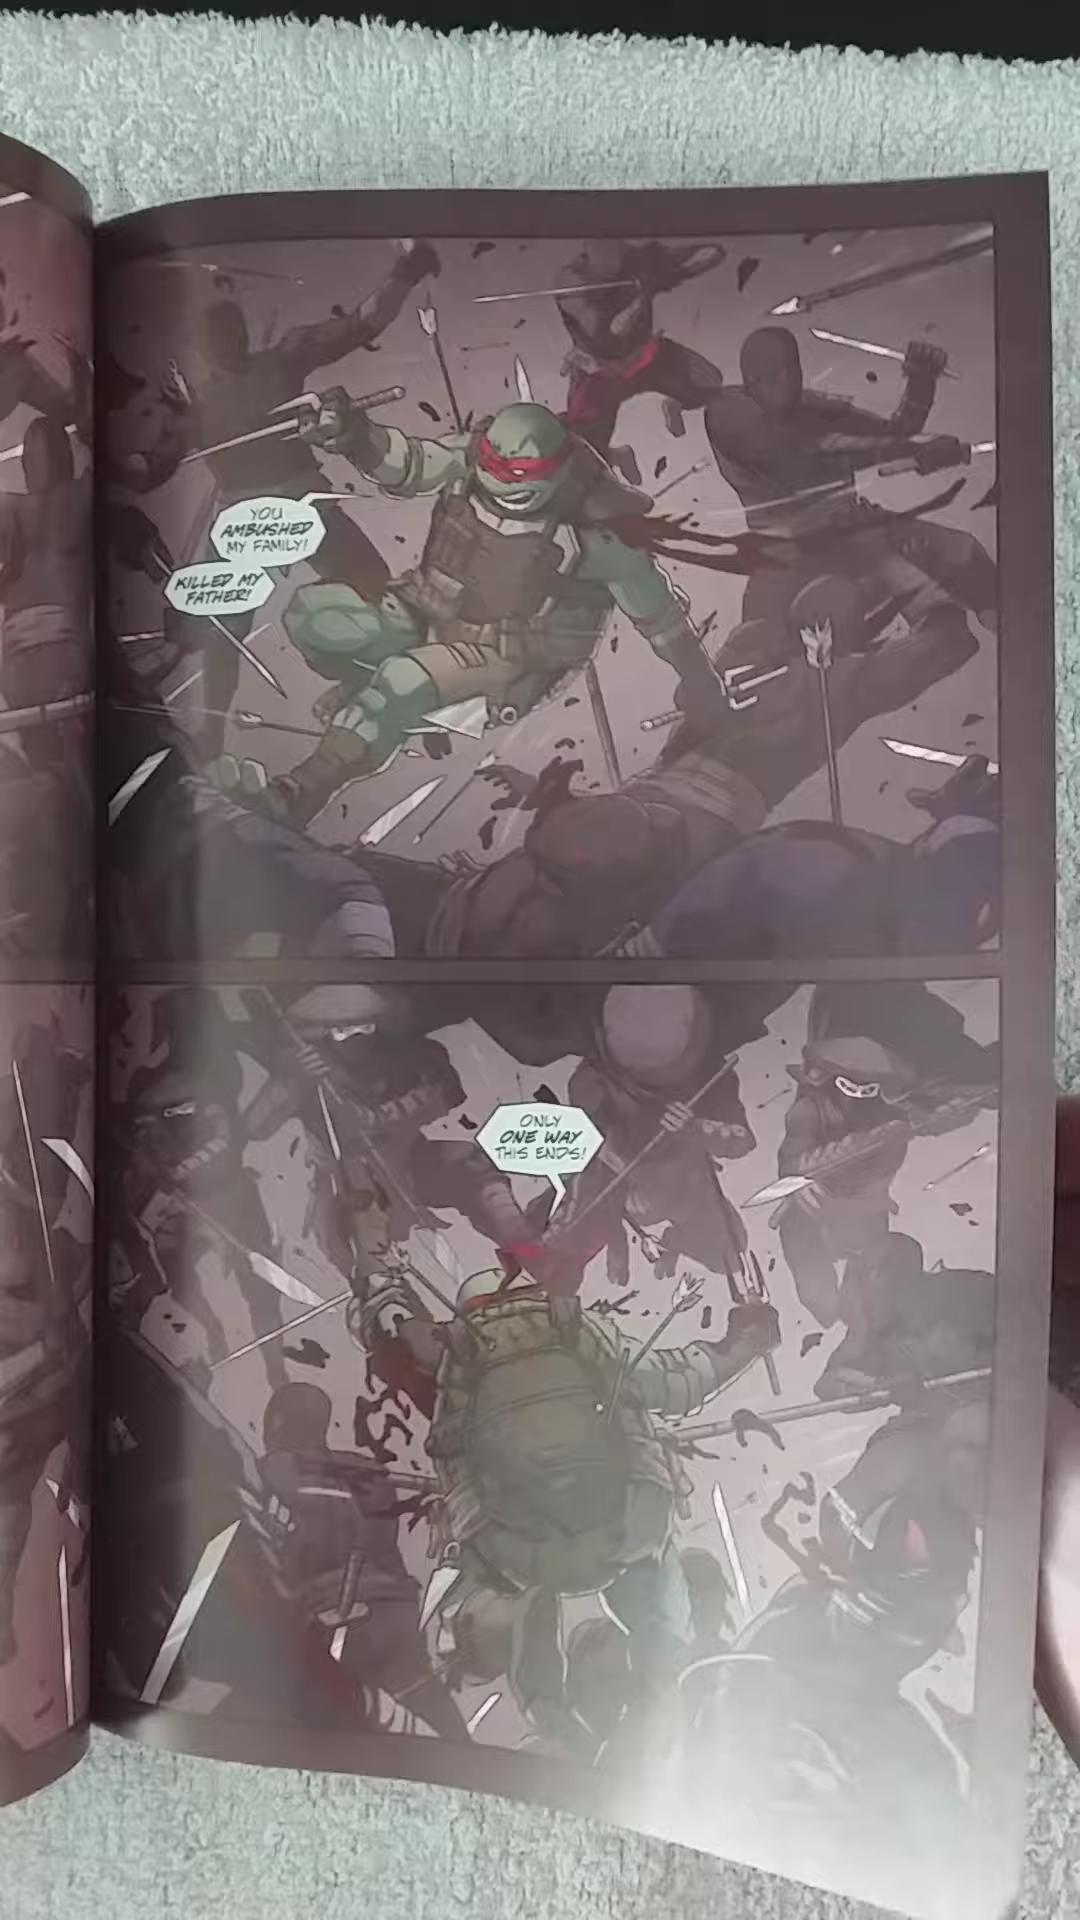 YOU
AMBUSHED
MY FAMILY!
KILLED MY
FATHER!
ONLY
ONE WAY
THIS ENDS!